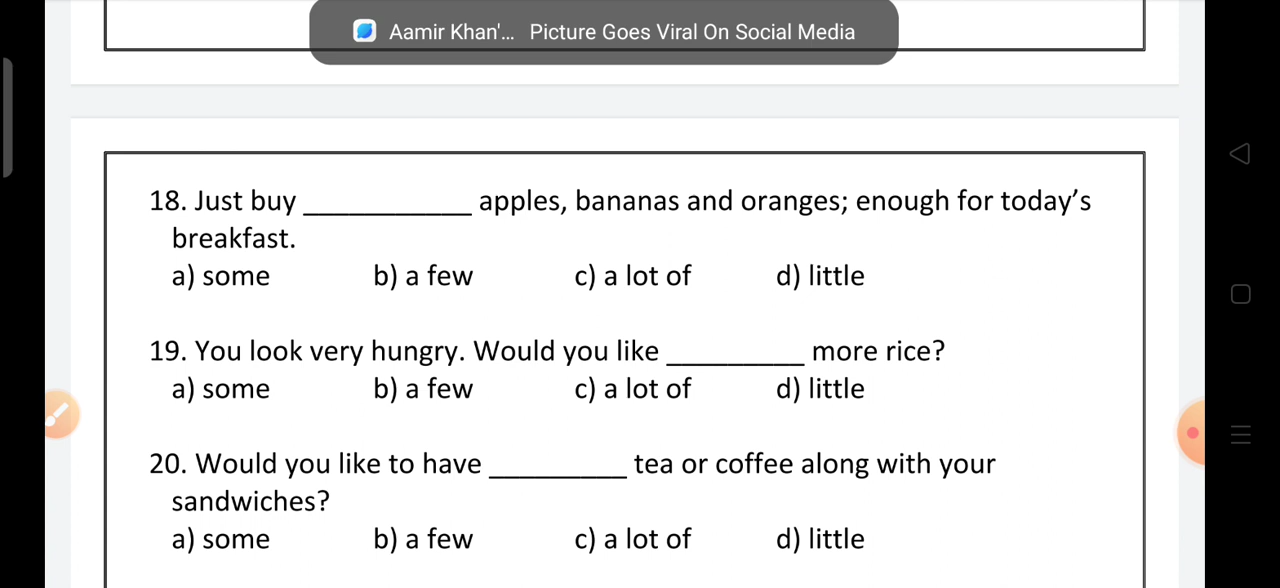 Aamir Khan'... Picture Goes Viral On Social Media
18. Just buy ___________ apples, bananas and oranges; enough for today’s
breakfast.
a) some b) a few c) a lot of d) little
19. You look very hungry. Would you like _________ more rice?
a) some b) a few c) a lot of d) little
20. Would you like to have _________ tea or coffee along with your
sandwiches?
a) some b) a few c) a lot of d) little